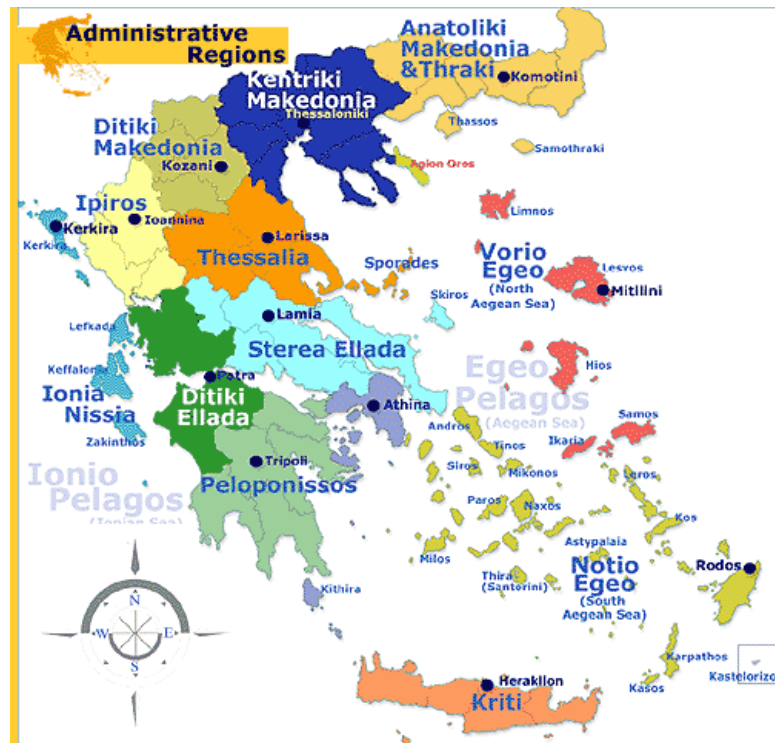 Administrative
Regions
Anatoliki
Makedonia
&Thraki
Komotini
Kentriki
Makedonia
Thessaloniki
Thassos
Samothraki
Ditiki
Makedonia
Kozani
Agion Oros
Ipiros
Ioannina
Kerkira
Kerkira
Larissa
Thessalia
Sporades
Limnos
Vorio
Egeo
(North
Aegean Sea)
Lesvos
Mitilini
Skiros
Lamia
Sterea Ellada
Lefkada
Keffalonia
Ionia
Nissia
Zakinthos
Patra
Ditiki
Ellada
Athina
Egeo
Pelagos
(Aegean Sea)
Hios
Samos
Ikaria
Andros
Tinos
Siros
Mikonos
Leros
Tripoli
Peloponissos
Ionio
Pelagos
(Ionian Sea)
Paros
Naxos
Kos
Milos
Astypalaia
Thira
(Santorini)
Notio
Egeo
(South
Aegean Sea)
Rodos
Kithira
N
W
E
S
Karpathos
Kasos
Kastelorizo
Heraklion
Kriti